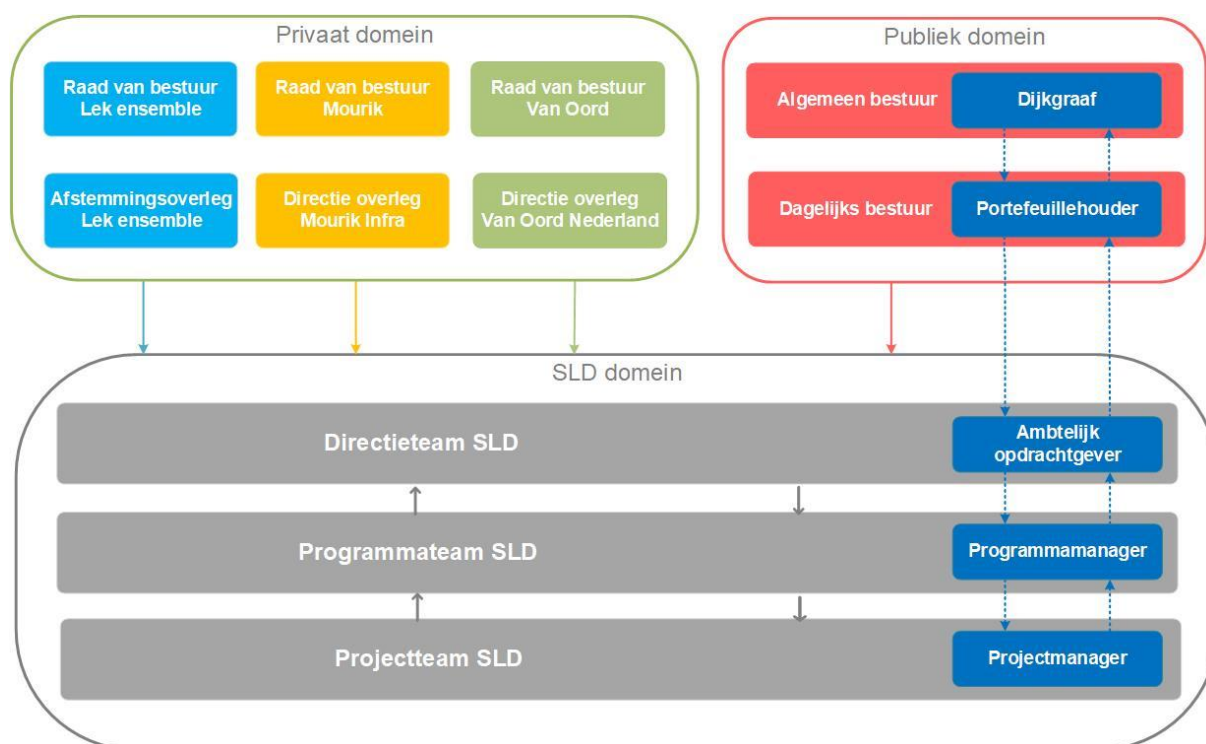 Privaat domein
Raad van bestuur
Lek ensemble
Raad van bestuur
Mourik
Raad van bestuur
Van Oord
Afstemmingsoverleg
Lek ensemble
Directie overleg
Mourik Infra
Directie overleg
Van Oord Nederland
Publiek domein
Algemeen bestuur
Dijkgraaf
Dagelijks bestuur
Portefeuillehouder
SLD domein
Directieteam SLD
Ambtelijk
opdrachtgever
Programmateam SLD
Programmamanager
Projectteam SLD
Projectmanager